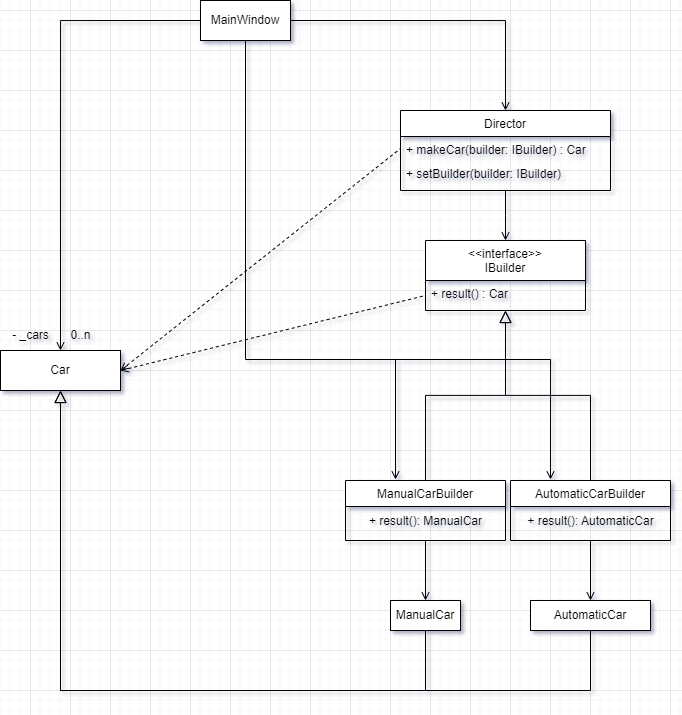 MainWindow
Director
+ makeCar(builder: IBuilder) : Car
+ setBuilder(builder: IBuilder)
<<interface>>
IBuilder
+ result() : Car
- _cars 0..n
Car
ManualCarBuilder
+ result(): ManualCar
AutomaticCarBuilder
+ result(): AutomaticCar
ManualCar
AutomaticCar